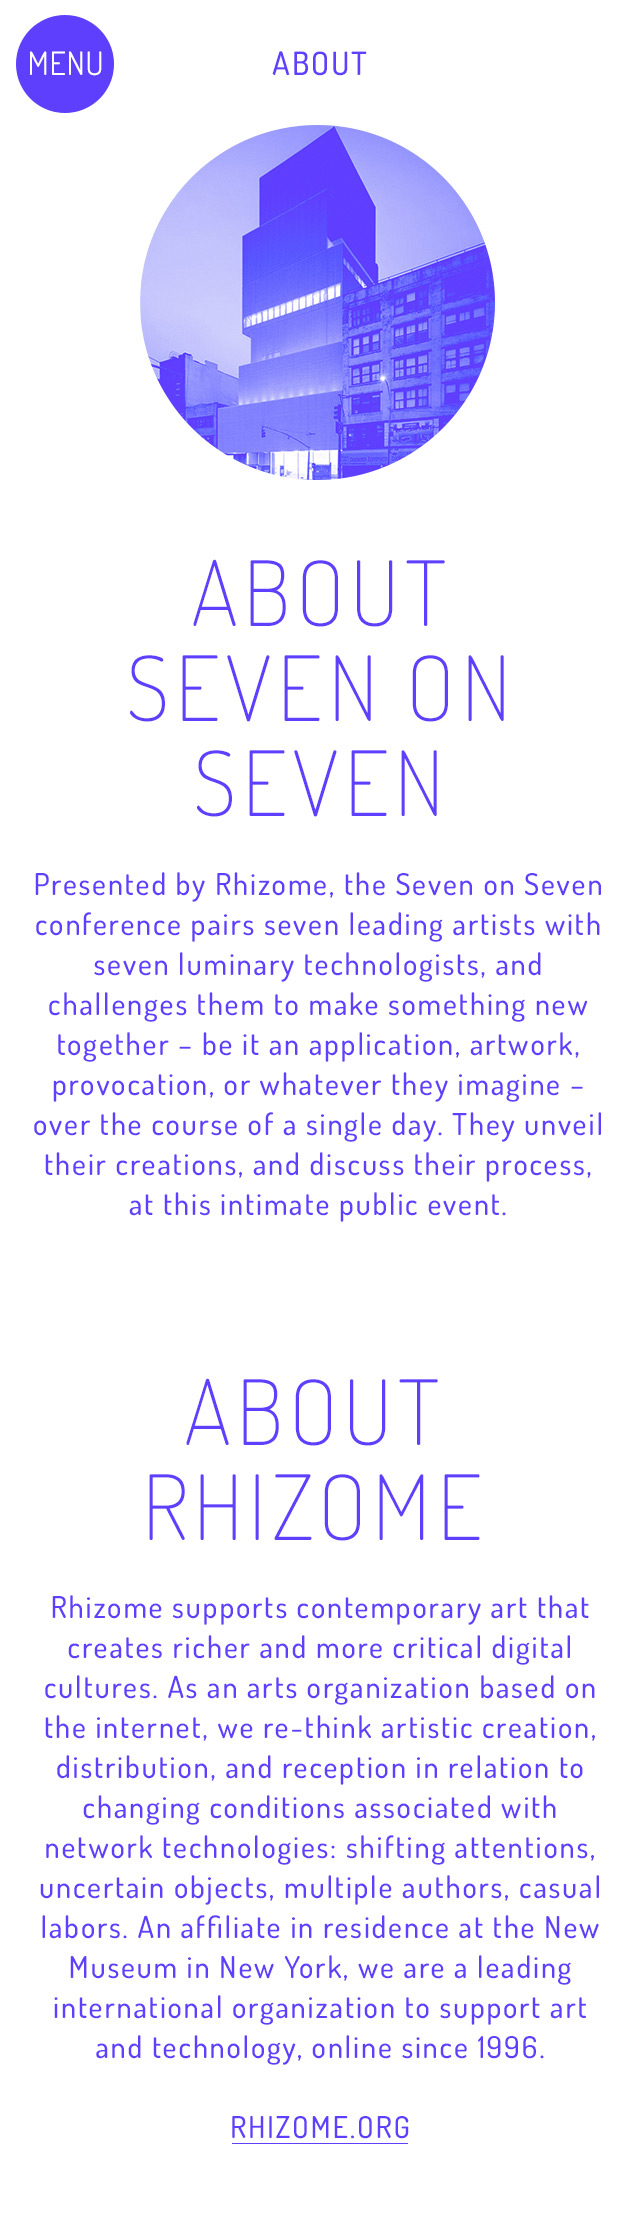 MENU
ABOUT
ABOUT
SEVEN ON
SEVEN
Presented by Rhizome, the Seven on Seven
conference pairs seven leading artists with
seven luminary technologists, and
challenges them to make something new
together – be it an application, artwork,
provocation, or whatever they imagine –
over the course of a single day. They unveil
their creations, and discuss their process,
at this intimate public event.
ABOUT
RHIZOME
Rhizome supports contemporary art that
creates richer and more critical digital
cultures. As an arts organization based on
the internet, we re-think artistic creation,
distribution, and reception in relation to
changing conditions associated with
network technologies: shifting attentions,
uncertain objects, multiple authors, casual
labors. An affiliate in residence at the New
Museum in New York, we are a leading
international organization to support art
and technology, online since 1996.
RHIZOME.ORG